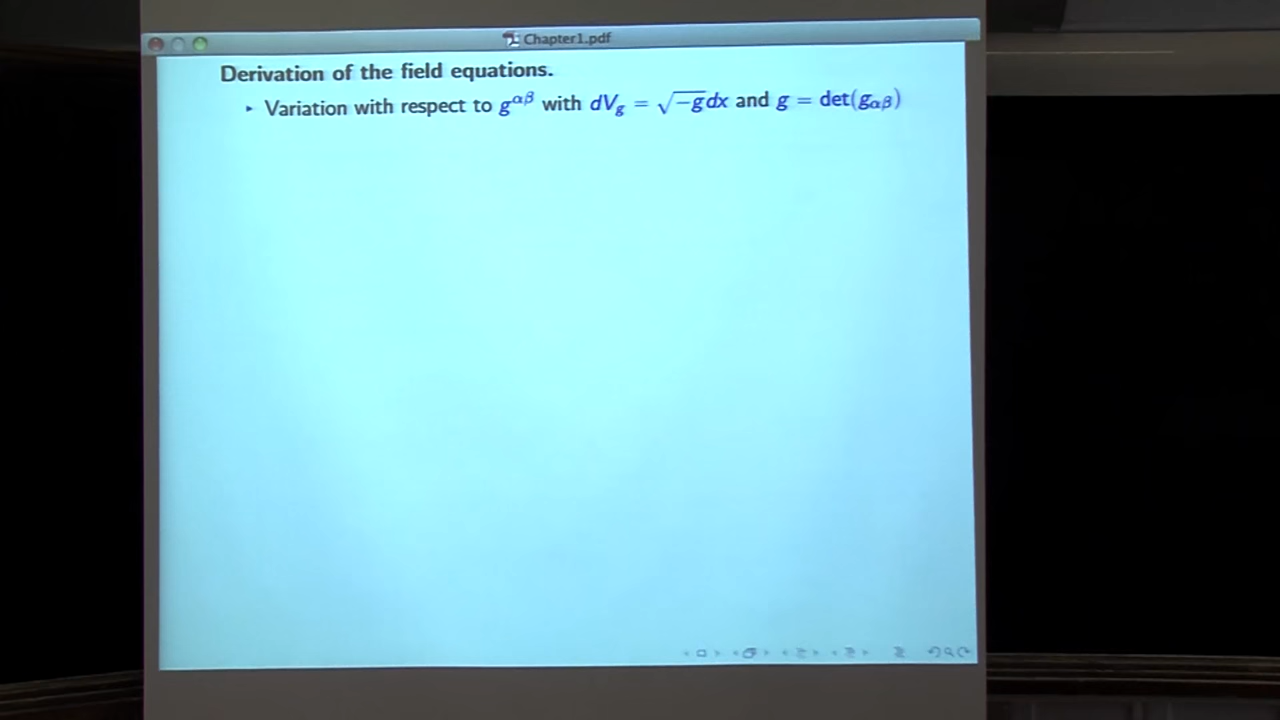 Chapter1.pdf
Derivation of the field equations.
‣ Variation with respect to g^{αβ} with dV_g = √−g dx and g = det(g_{αβ})